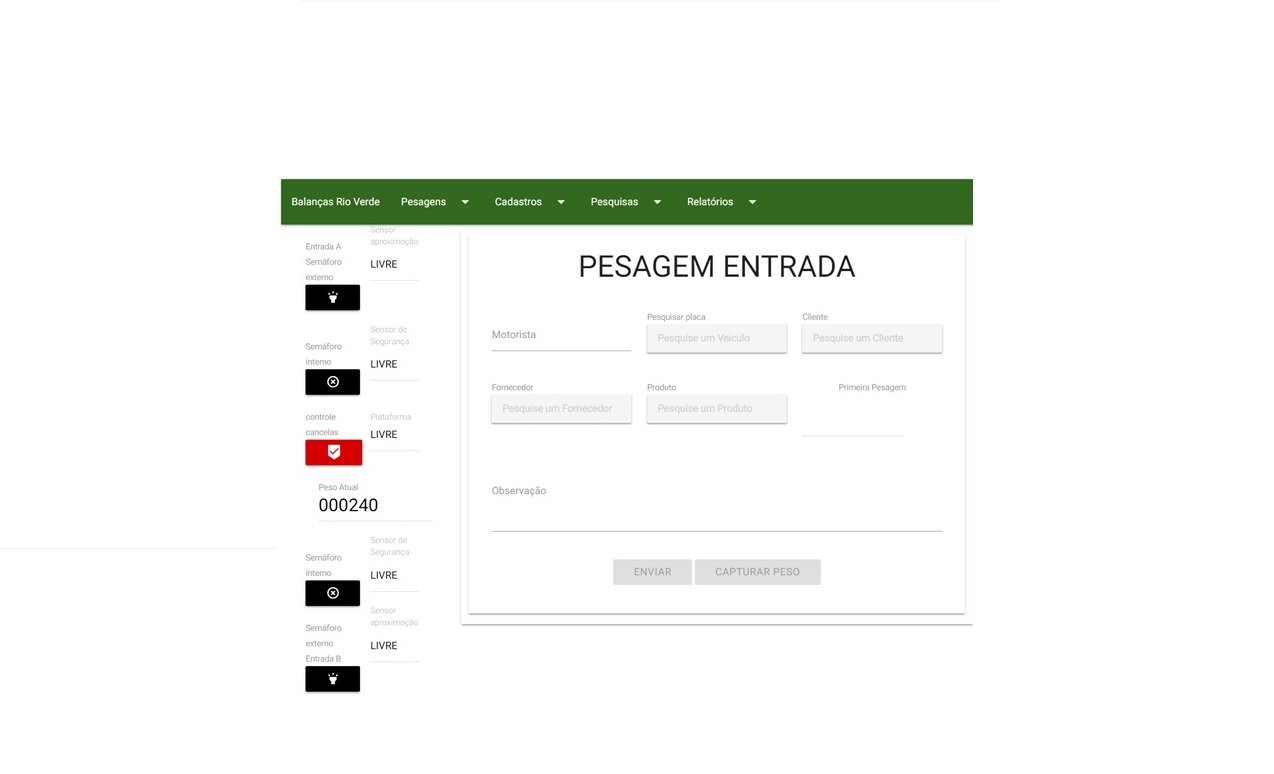 Balanças Rio Verde Pesagens Cadastros Pesquisas Relatórios
Sensor
aproximoção
Entrada A
Semáforo
externo
LIVRE
Sensor de
Segurança
Semáforo
interno
LIVRE
controle
cancelas
Plataforma
LIVRE
Peso Atual
000240
Sensor de
Segurança
Semáforo
interno
LIVRE
Sensor
aproximoção
Semáforo
externo
Entrada B
LIVRE
PESAGEM ENTRADA
Motorista
Pesquisar placa
Pesquise um Veiculo
Cliente
Pesquise um Cliente
Fornecedor
Pesquise um Fornecedor
Produto
Pesquise um Produto
Primeira Pesagem
Observação
ENVIAR
CAPTURAR PESO